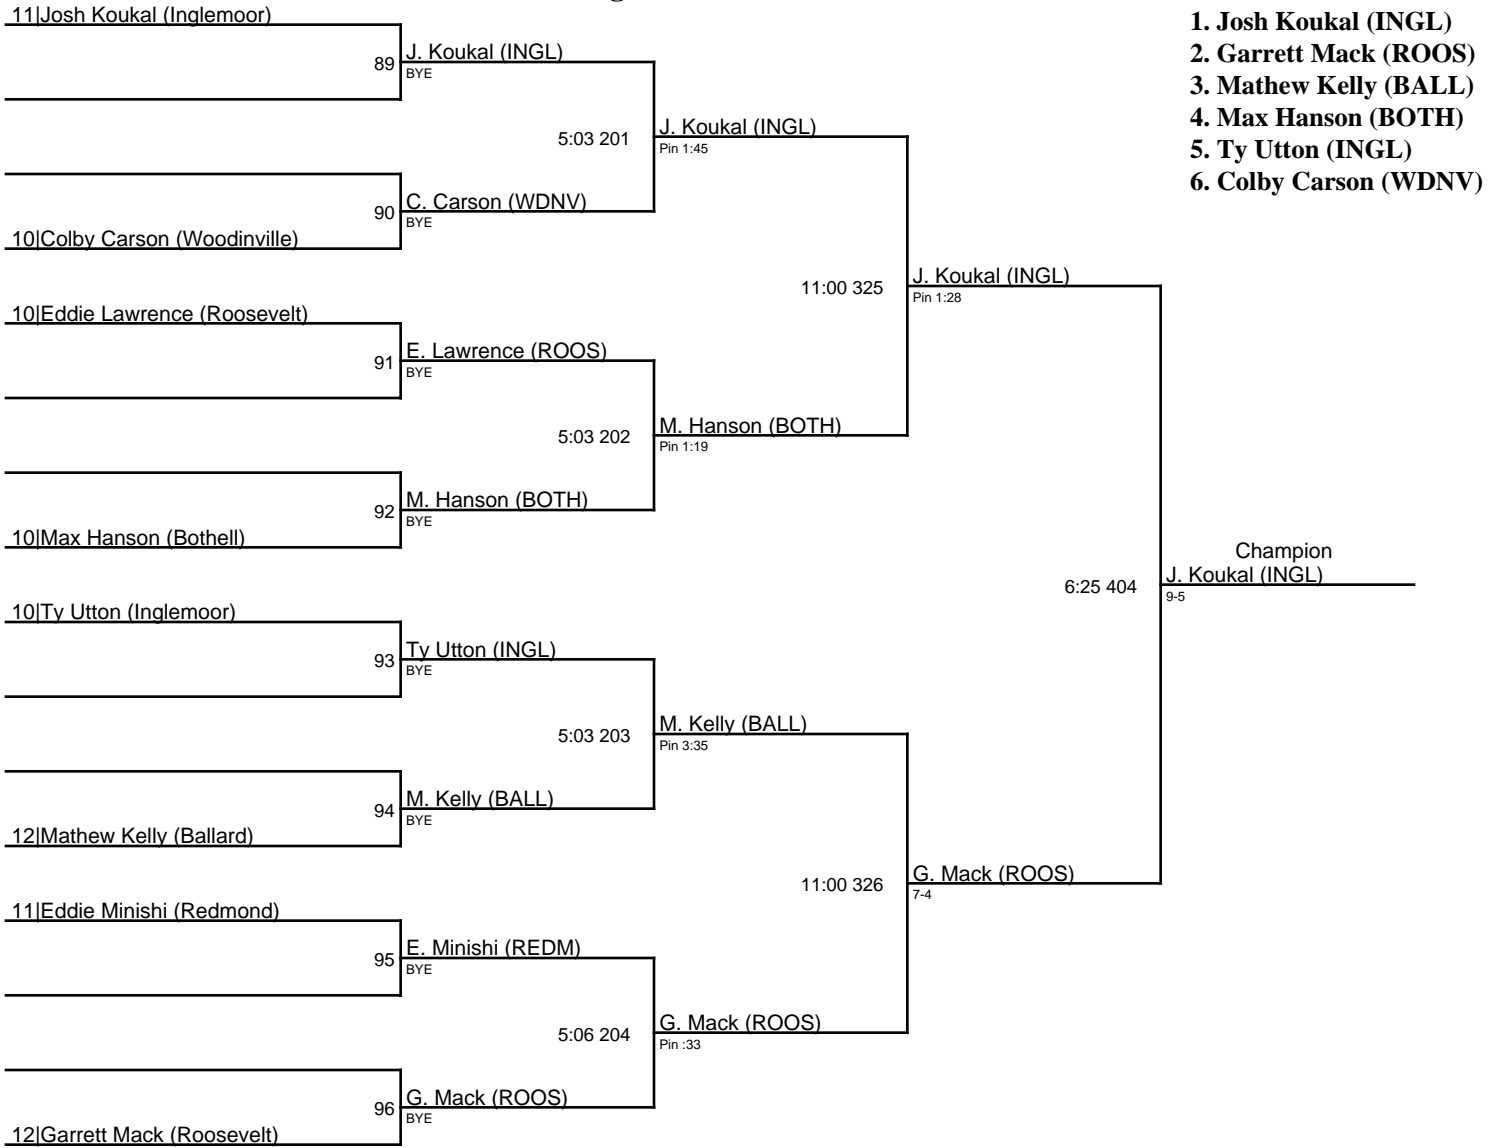 11|Josh Koukal (Inglemoor)
1. Josh Koukal (INGL)
2. Garrett Mack (ROOS)
3. Mathew Kelly (BALL)
4. Max Hanson (BOTH)
5. Ty Utton (INGL)
6. Colby Carson (WDNV)
89 J. Koukal (INGL)
BYE
5:03 201 J. Koukal (INGL)
Pin 1:45
90 C. Carson (WDNV)
BYE
10|Colby Carson (Woodinville)
11:00 325 J. Koukal (INGL)
Pin 1:28
10|Eddie Lawrence (Roosevelt)
91 E. Lawrence (ROOS)
BYE
5:03 202 M. Hanson (BOTH)
Pin 1:19
92 M. Hanson (BOTH)
BYE
10|Max Hanson (Bothell)
Champion
6:25 404 J. Koukal (INGL)
9-5
10|Ty Utton (Inglemoor)
93 Ty Utton (INGL)
BYE
5:03 203 M. Kelly (BALL)
Pin 3:35
94 M. Kelly (BALL)
BYE
12|Mathew Kelly (Ballard)
11:00 326 G. Mack (ROOS)
7-4
11|Eddie Minishi (Redmond)
95 E. Minishi (REDM)
BYE
5:06 204 G. Mack (ROOS)
Pin :33
96 G. Mack (ROOS)
BYE
12|Garrett Mack (Roosevelt)